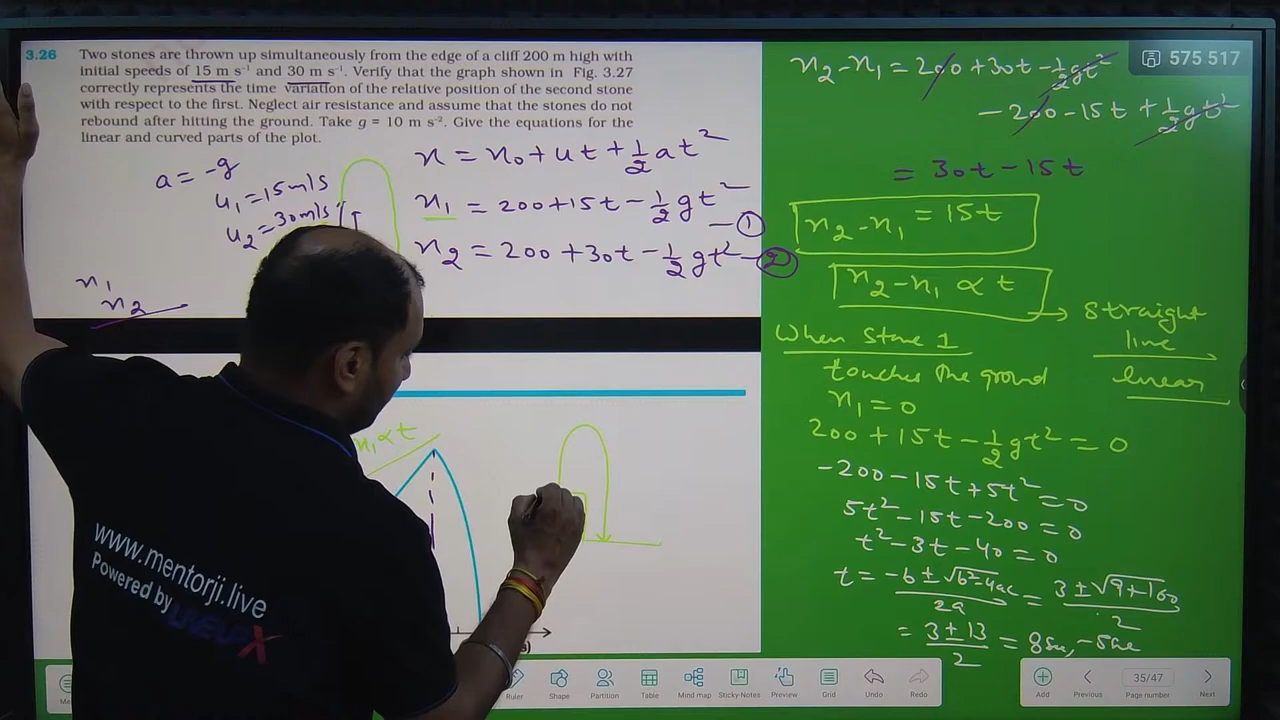 3.26 Two stones are thrown up simultaneously from the edge of a cliff 200 m high with
initial speeds of 15 m s⁻¹ and 30 m s⁻¹. Verify that the graph shown in Fig. 3.27
correctly represents the time variation of the relative position of the second stone
with respect to the first. Neglect air resistance and assume that the stones do not
rebound after hitting the ground. Take g = 10 m s⁻². Give the equations for the
linear and curved parts of the plot.
a = -g
u₁ = 15m/s
u₂ = 30m/s
x = x₀ + ut + ½at²
x₁ = 200 + 15t - ½gt² — ①
x₂ = 200 + 30t - ½gt² — ②
x₁
x₂
x₁ ∝ t
575 517
x₂ - x₁ = 200 + 30t - ½gt²
- 200 - 15t + ½gt²
= 30t - 15t
x₂ - x₁ = 15t
x₂ - x₁ ∝ t
→ Straight
line
linear
When Stone 1
touches the ground
x₁ = 0
200 + 15t - ½gt² = 0
-200 - 15t + 5t² = 0
5t² - 15t - 200 = 0
t² - 3t - 40 = 0
t = -b ± √b² - 4ac / 2a = 3 ± √9 + 160 / 2
= 3 ± 13 / 2 = 8 sec, -5 sec
www.mentorji.live
Powered by
Ruler
Shape
Partition
Table
Mind map
Sticky-Notes
Preview
Grid
Undo
Redo
Add
Previous
35/47
Page number
Next